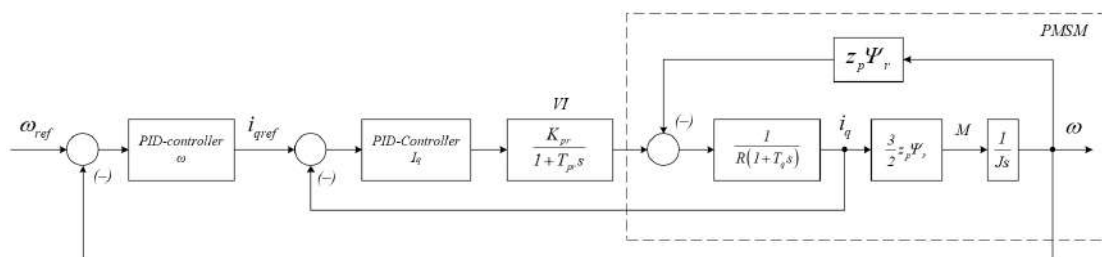 PMSM
z_p Ψ_r
VI
ω_ref
(–)
PID-controller
ω
i_qref
(–)
PID-Controller
I_q
K_pr
1+T_pr s
(–)
1
R(1+T_q s)
i_q
3
2
z_p Ψ_r
M
1
Js
ω